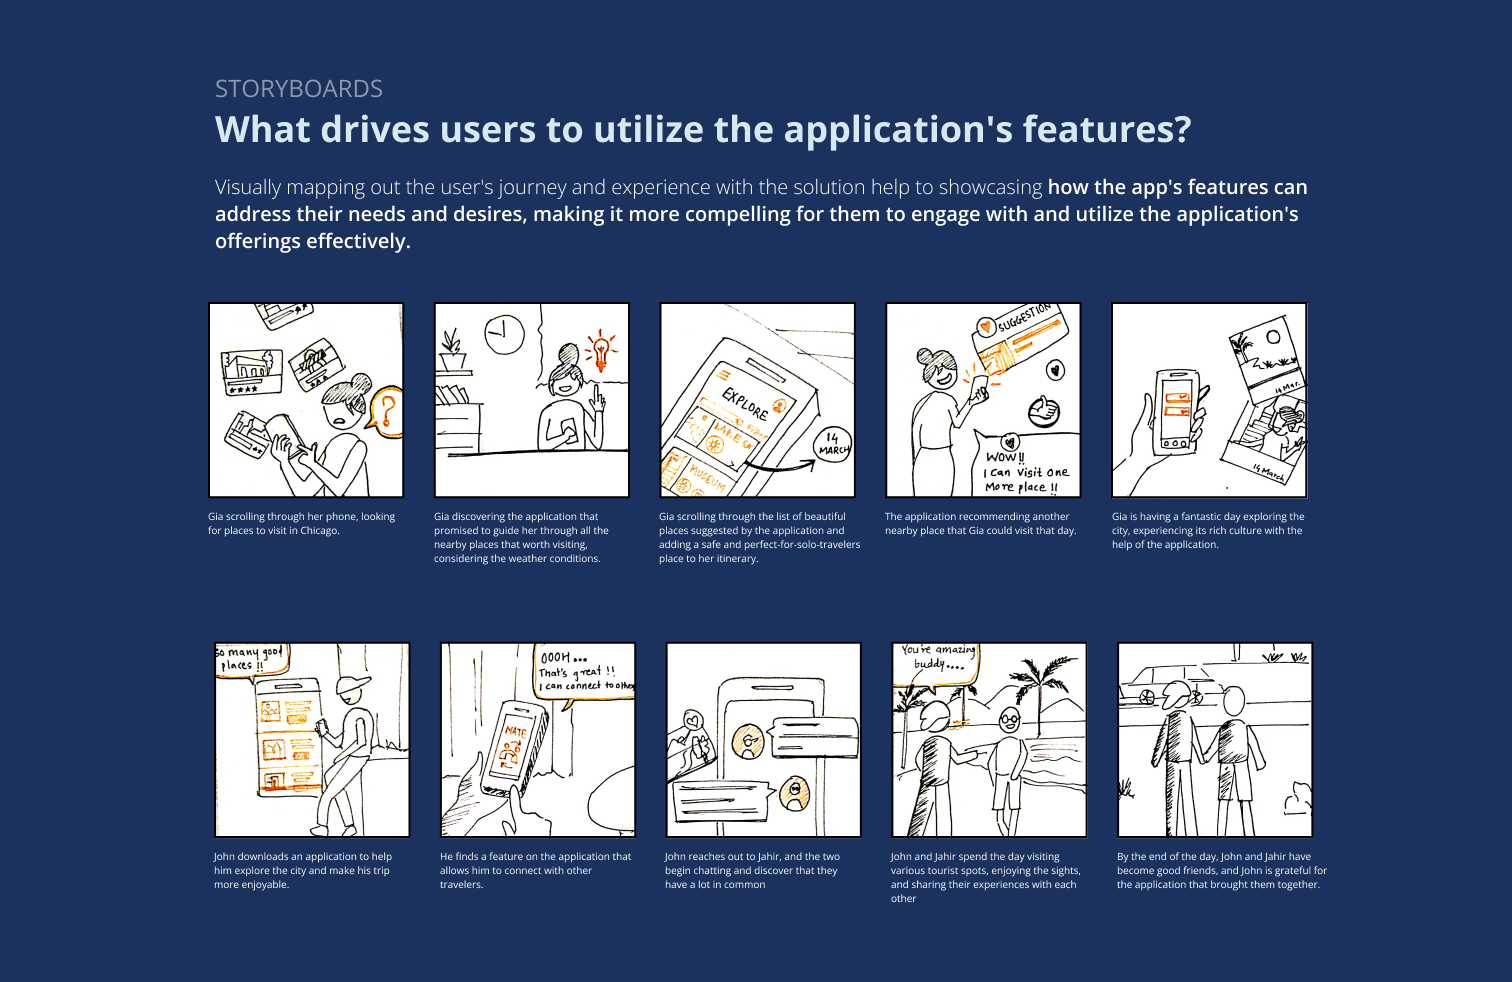 STORYBOARDS
What drives users to utilize the application's features?
Visually mapping out the user's journey and experience with the solution help to showcasing how the app's features can
address their needs and desires, making it more compelling for them to engage with and utilize the application's
offerings effectively.
?
EXPLORE
LAKE
MUSEUM
14
MARCH
SUGGESTION
WOW!!
I can visit one
More place !!
14 Mar.
14 March
Gia scrolling through her phone, looking
for places to visit in Chicago.
Gia discovering the application that
promised to guide her through all the
nearby places that worth visiting,
considering the weather conditions.
Gia scrolling through the list of beautiful
places suggested by the application and
adding a safe and perfect-for-solo-travelers
place to her itinerary.
The application recommending another
nearby place that Gia could visit that day.
Gia is having a fantastic day exploring the
city, experiencing its rich culture with the
help of the application.
so many good
places !!
OOOH...
That's great !!
I can connect to other
MATE
You're amazing
buddy....
John downloads an application to help
him explore the city and make his trip
more enjoyable.
He finds a feature on the application that
allows him to connect with other
travelers.
John reaches out to Jahir, and the two
begin chatting and discover that they
have a lot in common
John and Jahir spend the day visiting
various tourist spots, enjoying the sights,
and sharing their experiences with each
other
By the end of the day, John and Jahir have
become good friends, and John is grateful for
the application that brought them together.